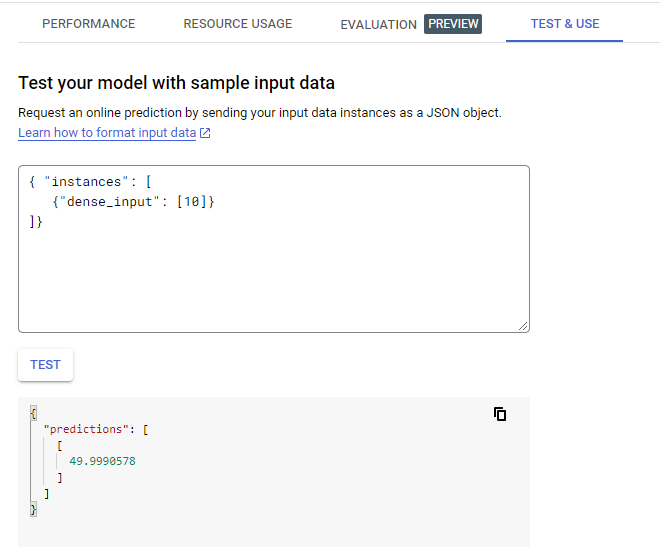 PERFORMANCE RESOURCE USAGE EVALUATION PREVIEW TEST & USE
Test your model with sample input data
Request an online prediction by sending your input data instances as a JSON object.
Learn how to format input data
{ "instances": [
{"dense_input": [10]}
]}
TEST
{
"predictions": [
[
49.9990578
]
]
}